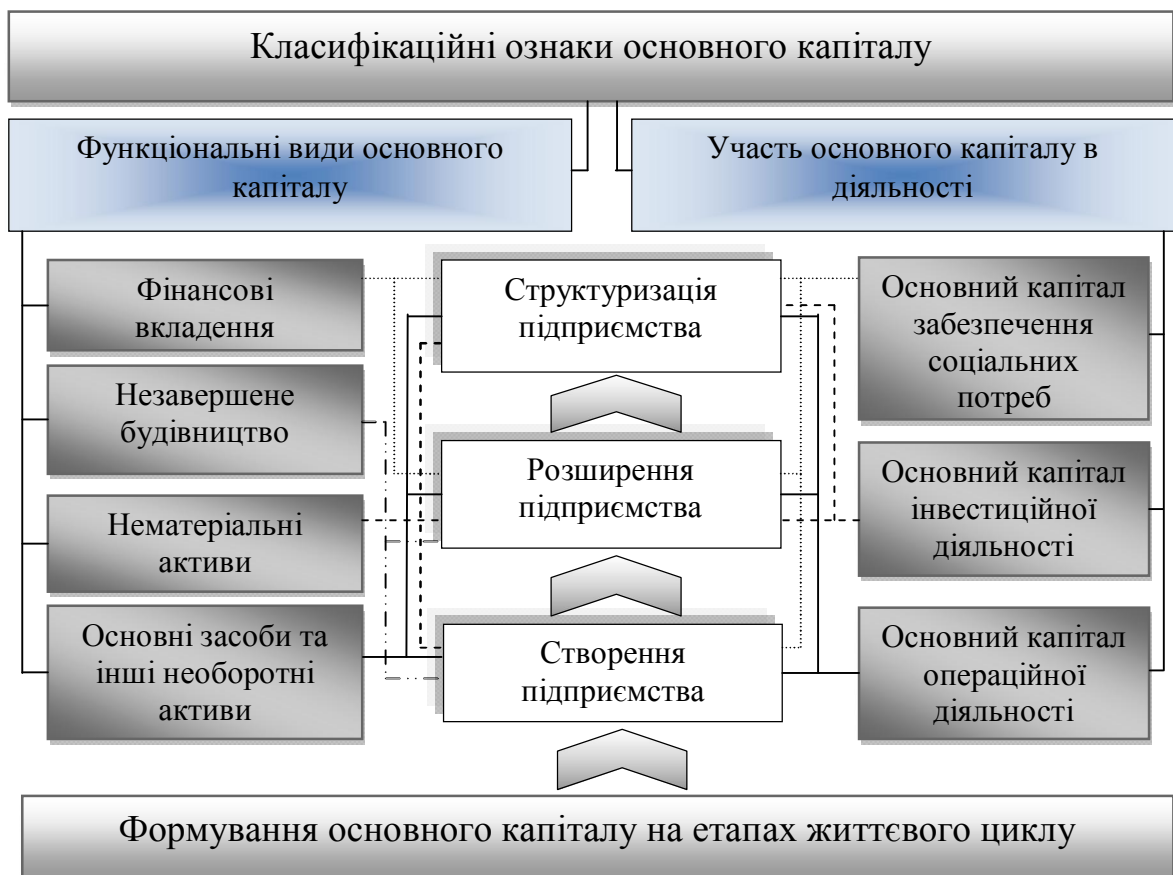 Класифікаційні ознаки основного капіталу
Функціональні види основного
капіталу
Участь основного капіталу в
діяльності
Фінансові
вкладення
Незавершене
будівництво
Нематеріальні
активи
Основні засоби та
інші необоротні
активи
Структуризація
підприємства
Розширення
підприємства
Створення
підприємства
Основний капітал
забезпечення
соціальних
потреб
Основний капітал
інвестиційної
діяльності
Основний капітал
операційної
діяльності
Формування основного капіталу на етапах життєвого циклу